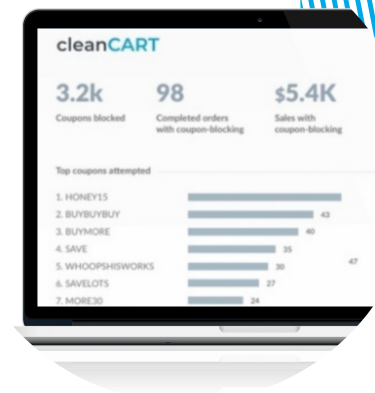 cleanCART
3.2k 98 $5.4K
Coupons blocked Completed orders with coupon-blocking Sales with coupon-blocking
Top coupons attempted
1. HONEY15
2. BUYBUYBUY 43
3. BUYMORE 40
4. SAVE 35
5. WHOOPSHISWORKS 30 47
6. SAVELOTS 27
7. MORE30 24